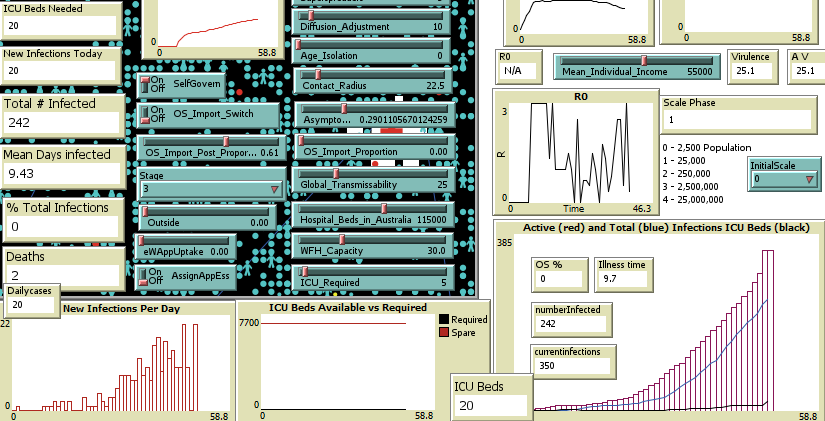 ICU Beds Needed
20
New Infections Today
20
Total # Infected
242
Mean Days infected
9.43
% Total Infections
0
Deaths
2
Dailycases
20
0
58.8
On
Off
SelfGovern
On
Off
OS_Import_Switch
OS_Import_Post_Propor... 0.61
Stage
3
Outside 0.00
eWAppUptake 0.00
On
Off
AssignAppEss
Diffusion_Adjustment 10
Age_Isolation 0
Contact_Radius 22.5
Asympto... 0.2901105670124259
OS_Import_Proportion 0.00
Global_Transmissability 25
Hospital_Beds_in_Australia 115000
WFH_Capacity 30.0
ICU_Required 5
0
58.8
0
58.8
R0
N/A
Mean_Individual_Income 55000
Virulence
25.1
A V
25.1
R0
3
R
0
0
Time
46.3
Scale Phase
1
0 - 2,500 Population
1 - 25,000
2 - 250,000
3 - 2,500,000
4 - 25,000,000
InitialScale
0
New Infections Per Day
22
0
0
58.8
ICU Beds Available vs Required
7700
0
0
58.8
Required
Spare
ICU Beds
20
Active (red) and Total (blue) Infections ICU Beds (black)
385
OS %
0
Illness time
9.7
numberInfected
242
currentinfections
350
58.8